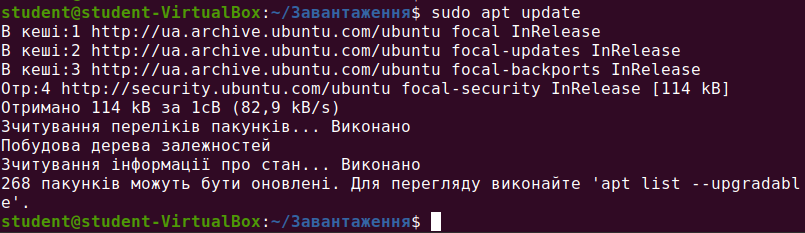 student@student-VirtualBox:~/Завантаження$ sudo apt update
В кеші:1 http://ua.archive.ubuntu.com/ubuntu focal InRelease
В кеші:2 http://ua.archive.ubuntu.com/ubuntu focal-updates InRelease
В кеші:3 http://ua.archive.ubuntu.com/ubuntu focal-backports InRelease
Отр:4 http://security.ubuntu.com/ubuntu focal-security InRelease [114 kB]
Отримано 114 kB за 1сВ (82,9 kB/s)
Зчитування переліків пакунків... Виконано
Побудова дерева залежностей
Зчитування інформації про стан... Виконано
268 пакунків можуть бути оновлені. Для перегляду виконайте 'apt list --upgradabl
e'.
student@student-VirtualBox:~/Завантаження$